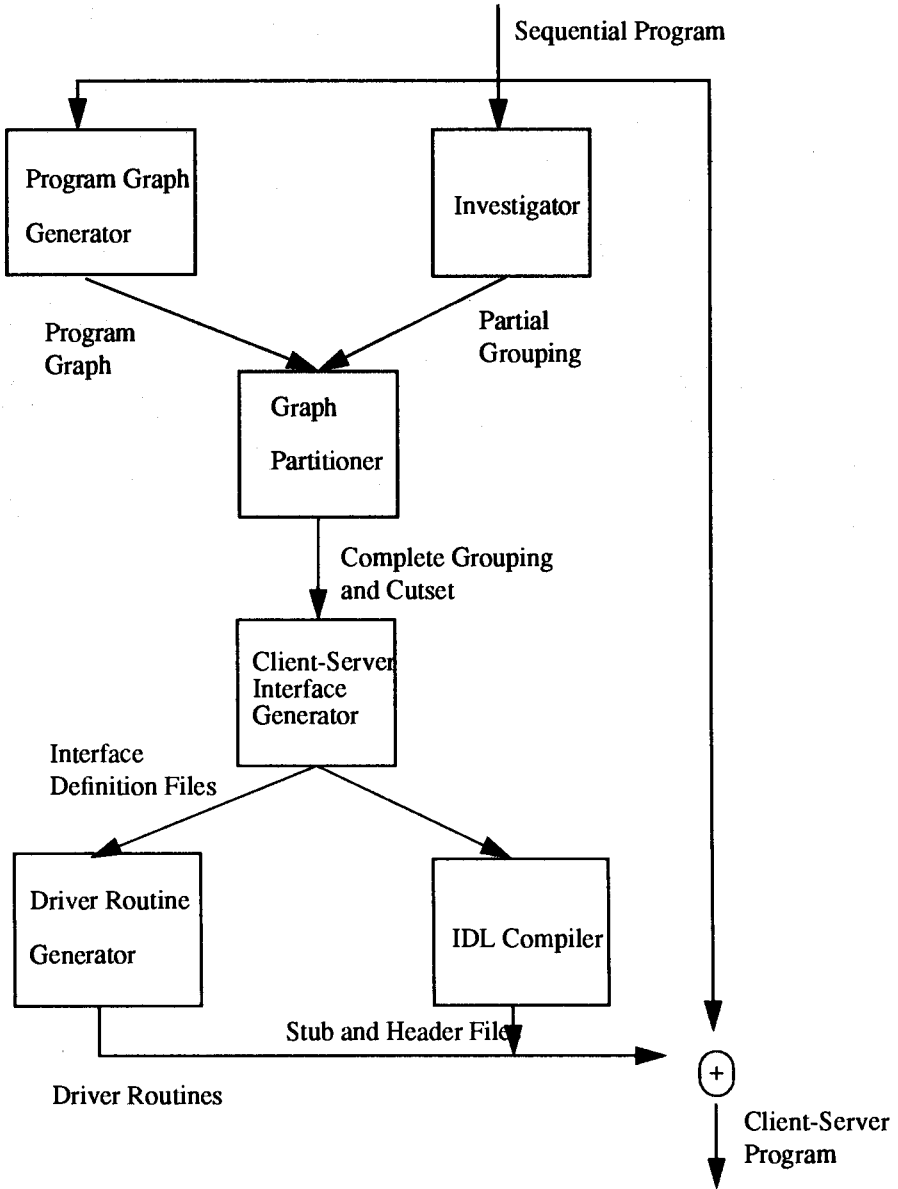 Sequential Program
Program Graph
Generator
Investigator
Program
Graph
Partial
Grouping
Graph
Partitioner
Complete Grouping
and Cutset
Client-Server
Interface
Generator
Interface
Definition Files
Driver Routine
Generator
IDL Compiler
Stub and Header Files
Driver Routines
+
Client-Server
Program